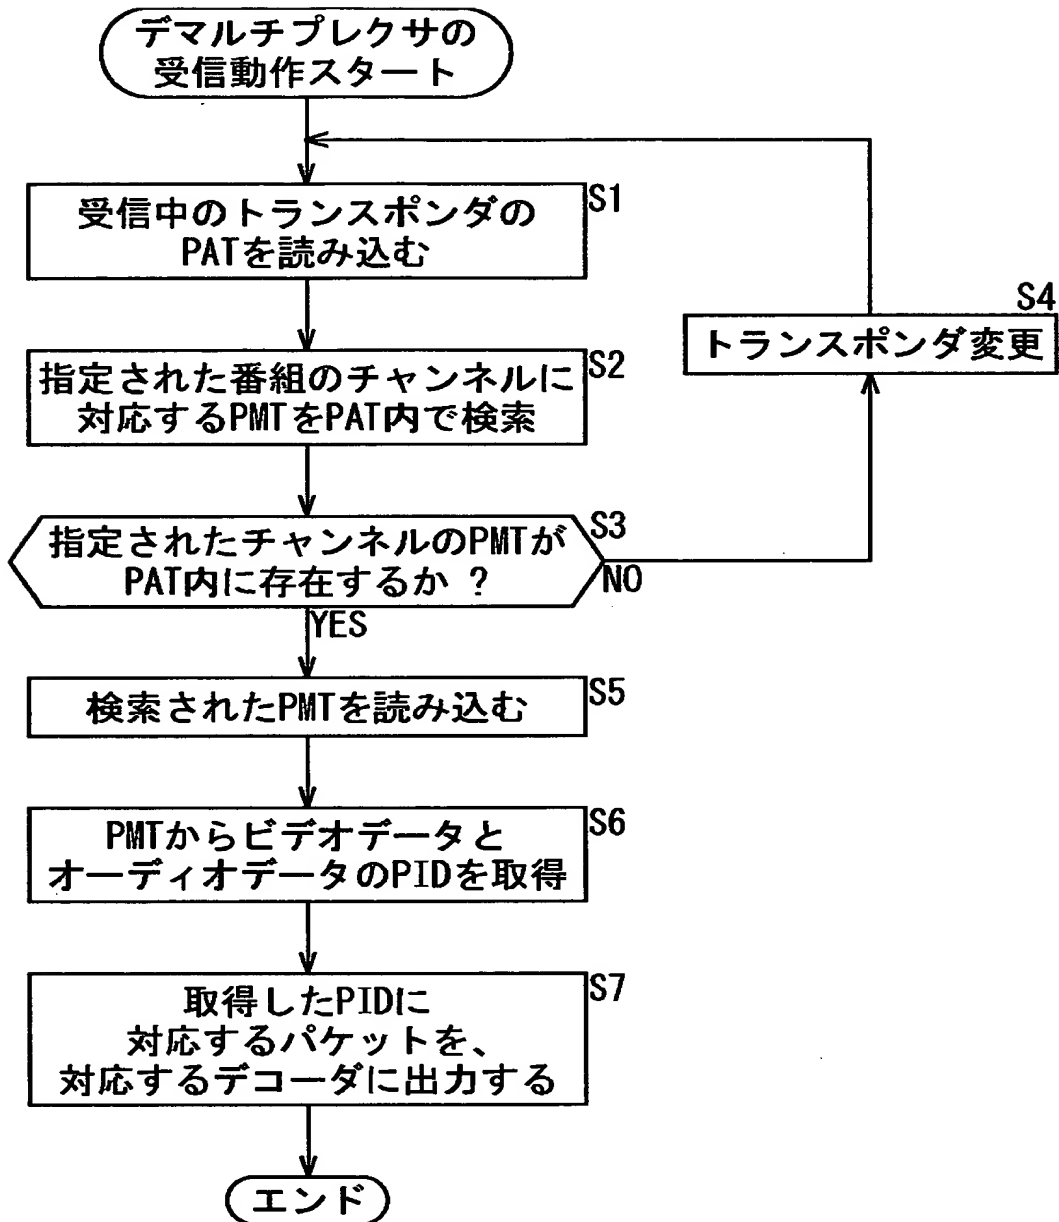 デマルチプレクサの
受信動作スタート
受信中のトランスポンダの
PATを読み込む
S1
指定された番組のチャンネルに
対応するPMTをPAT内で検索
S2
指定されたチャンネルのPMTが
PAT内に存在するか ?
S3
NO
YES
S4
トランスポンダ変更
検索されたPMTを読み込む
S5
PMTからビデオデータと
オーディオデータのPIDを取得
S6
取得したPIDに
対応するパケットを、
対応するデコーダに出力する
S7
エンド